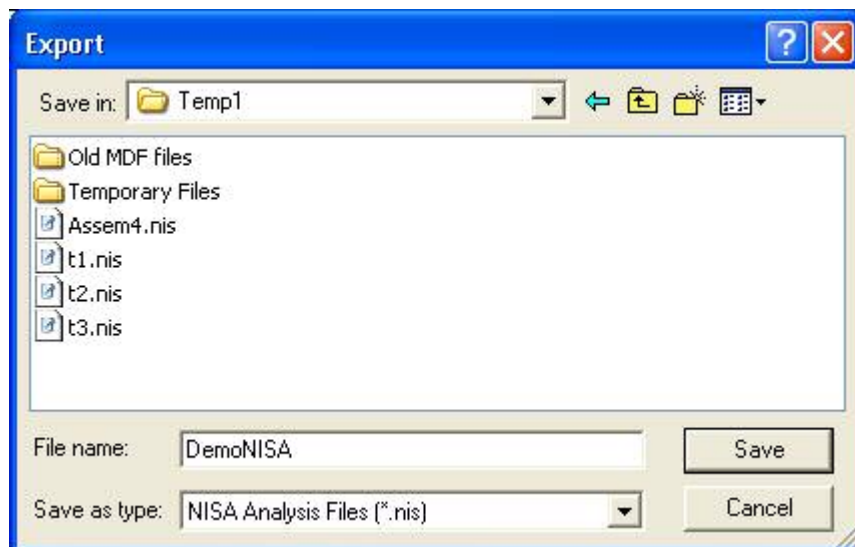 Export
Save in: Temp1
Old MDF files
Temporary Files
Assem4.nis
t1.nis
t2.nis
t3.nis
File name: DemoNISA Save
Save as type: NISA Analysis Files (*.nis) Cancel